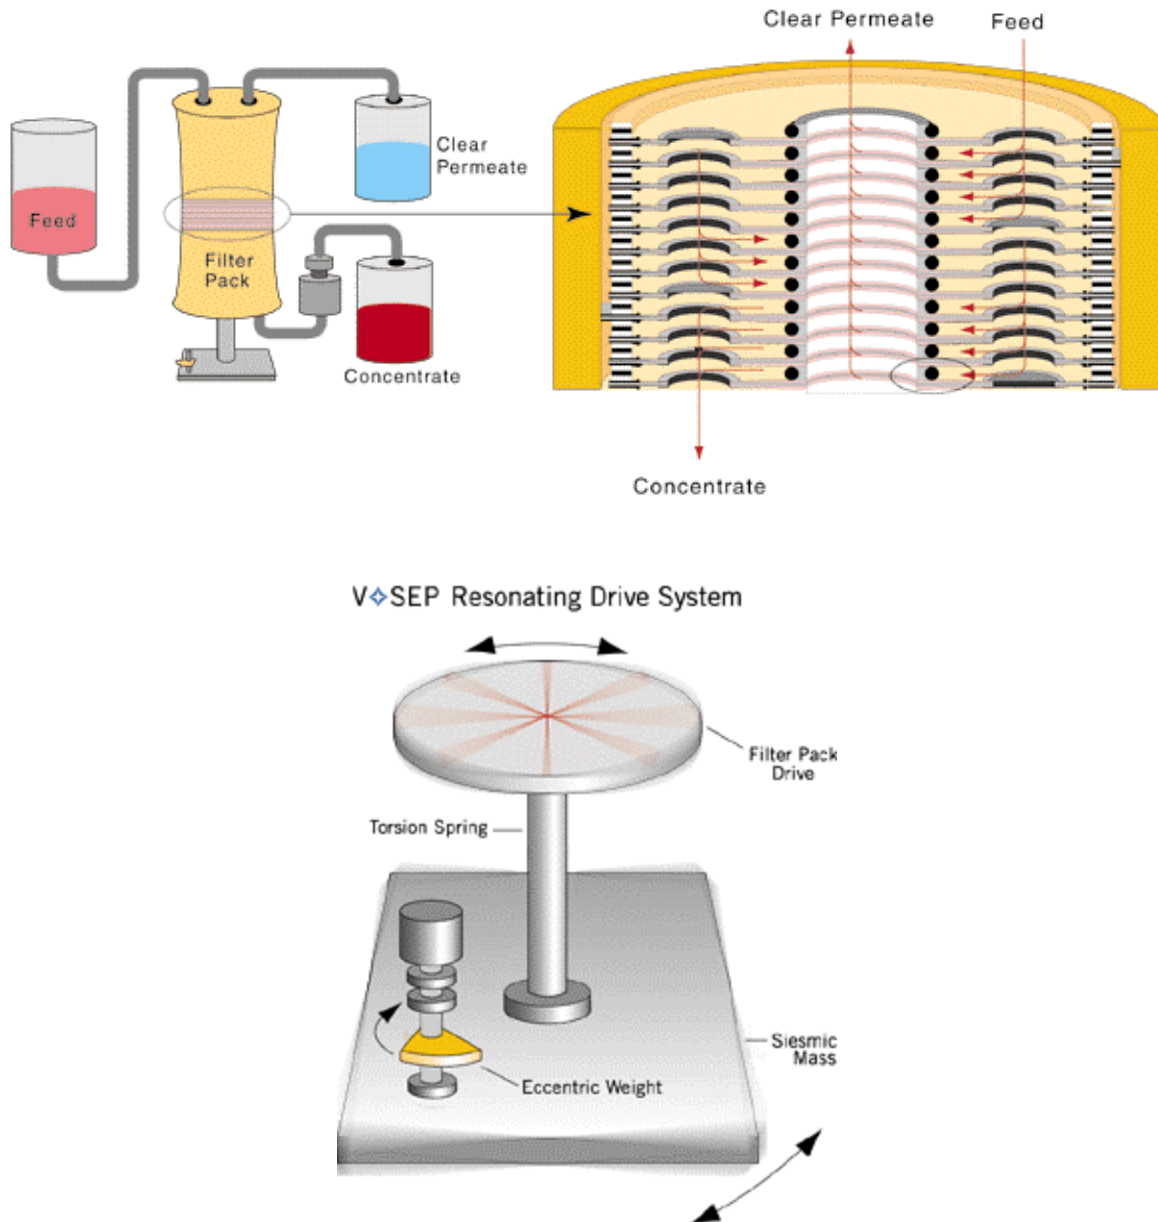 Clear Permeate
Feed
Clear
Permeate
Feed
Filter
Pack
Concentrate
Concentrate
V✧SEP Resonating Drive System
Filter Pack
Drive
Torsion Spring
Siesmic
Mass
Eccentric Weight